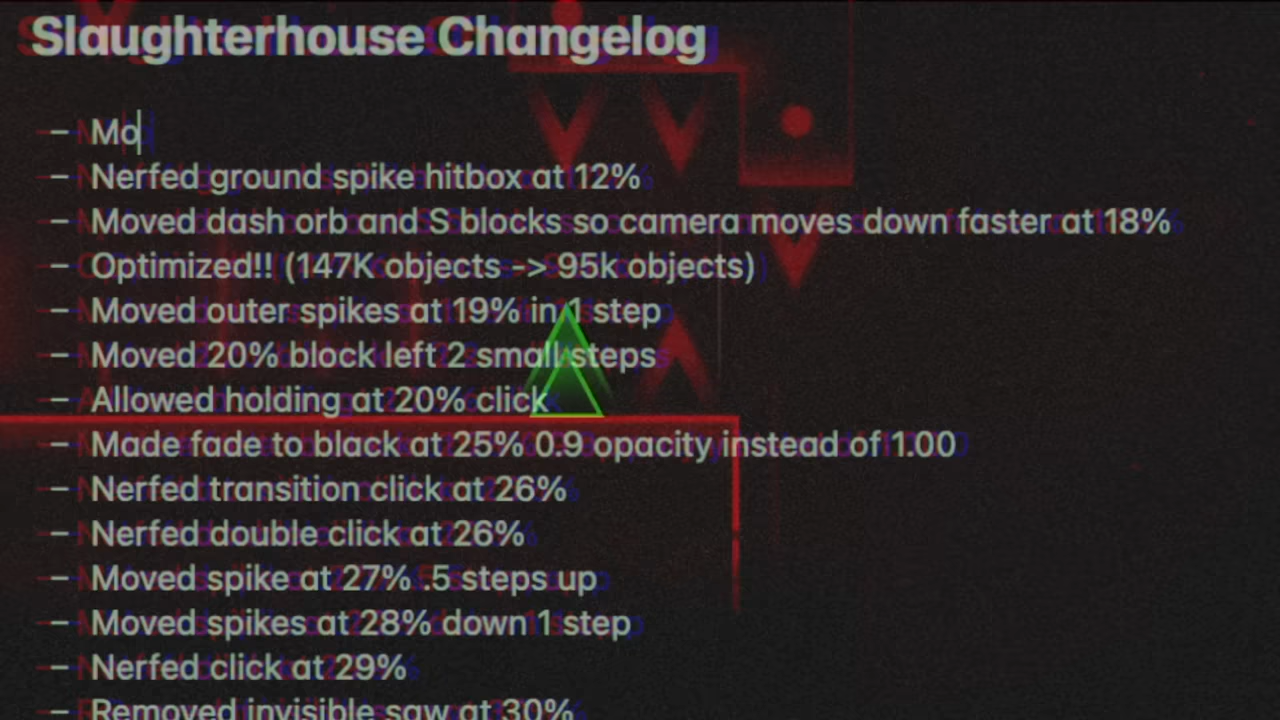 Slaughterhouse Changelog
– Mo
– Nerfed ground spike hitbox at 12%
– Moved dash orb and S blocks so camera moves down faster at 18%
– Optimized!! (147K objects -> 95k objects)
– Moved outer spikes at 19% in 1 step
– Moved 20% block left 2 small steps
– Allowed holding at 20% click
– Made fade to black at 25% 0.9 opacity instead of 1.00
– Nerfed transition click at 26%
– Nerfed double click at 26%
– Moved spike at 27% .5 steps up
– Moved spikes at 28% down 1 step
– Nerfed click at 29%
– Removed invisible saw at 30%